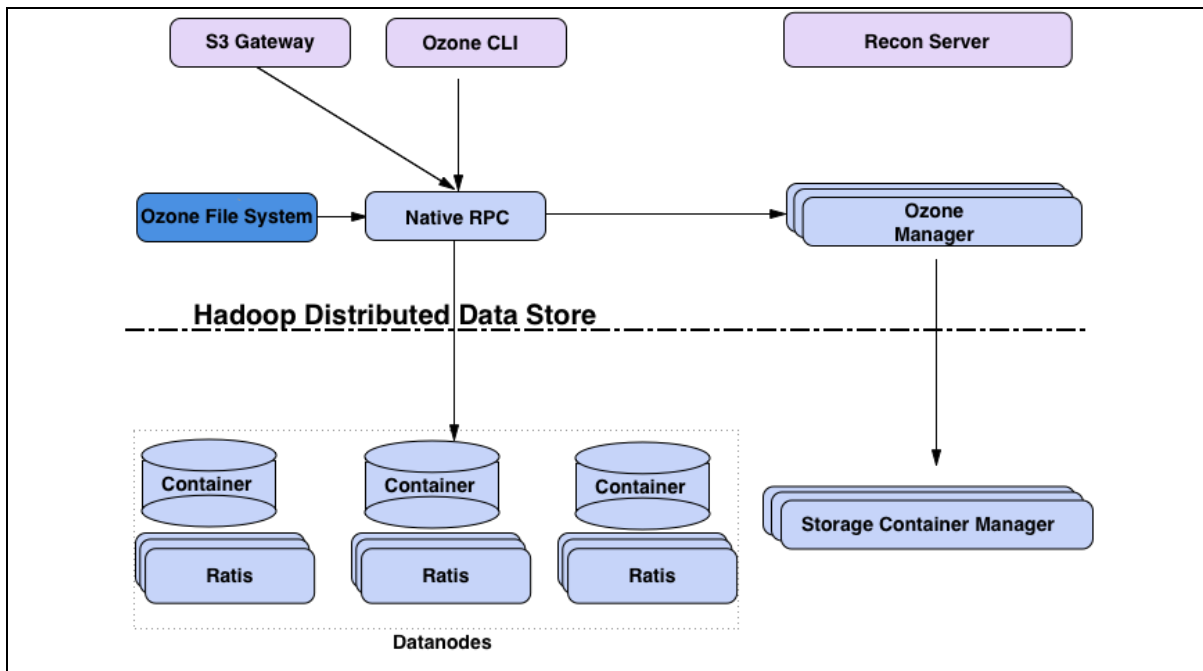 S3 Gateway
Ozone CLI
Recon Server
Ozone File System
Native RPC
Ozone
Manager
Hadoop Distributed Data Store
Container
Container
Container
Storage Container Manager
Ratis
Ratis
Ratis
Datanodes